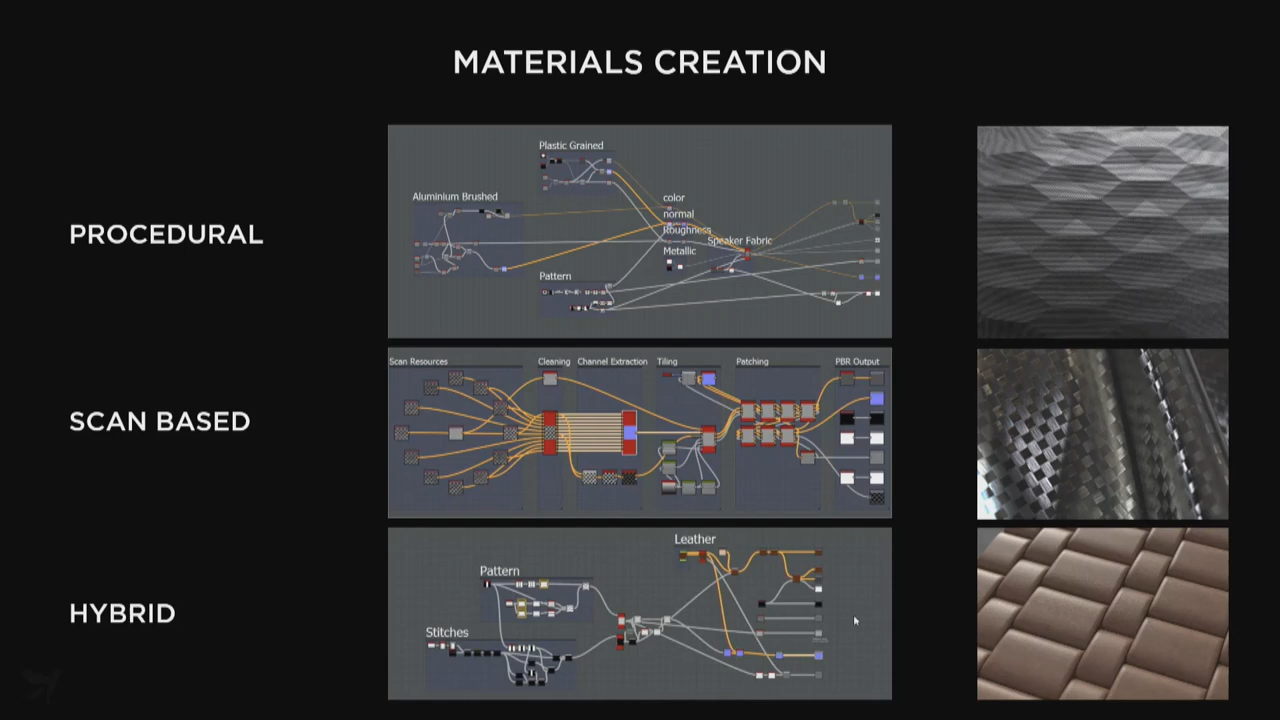 MATERIALS CREATION
PROCEDURAL
Plastic Grained
Aluminium Brushed
color
normal
Roughness
Speaker Fabric
Metallic
Pattern
SCAN BASED
Scan Resources
Cleaning
Channel Extraction
Tiling
Patching
PBR Output
HYBRID
Leather
Pattern
Stitches